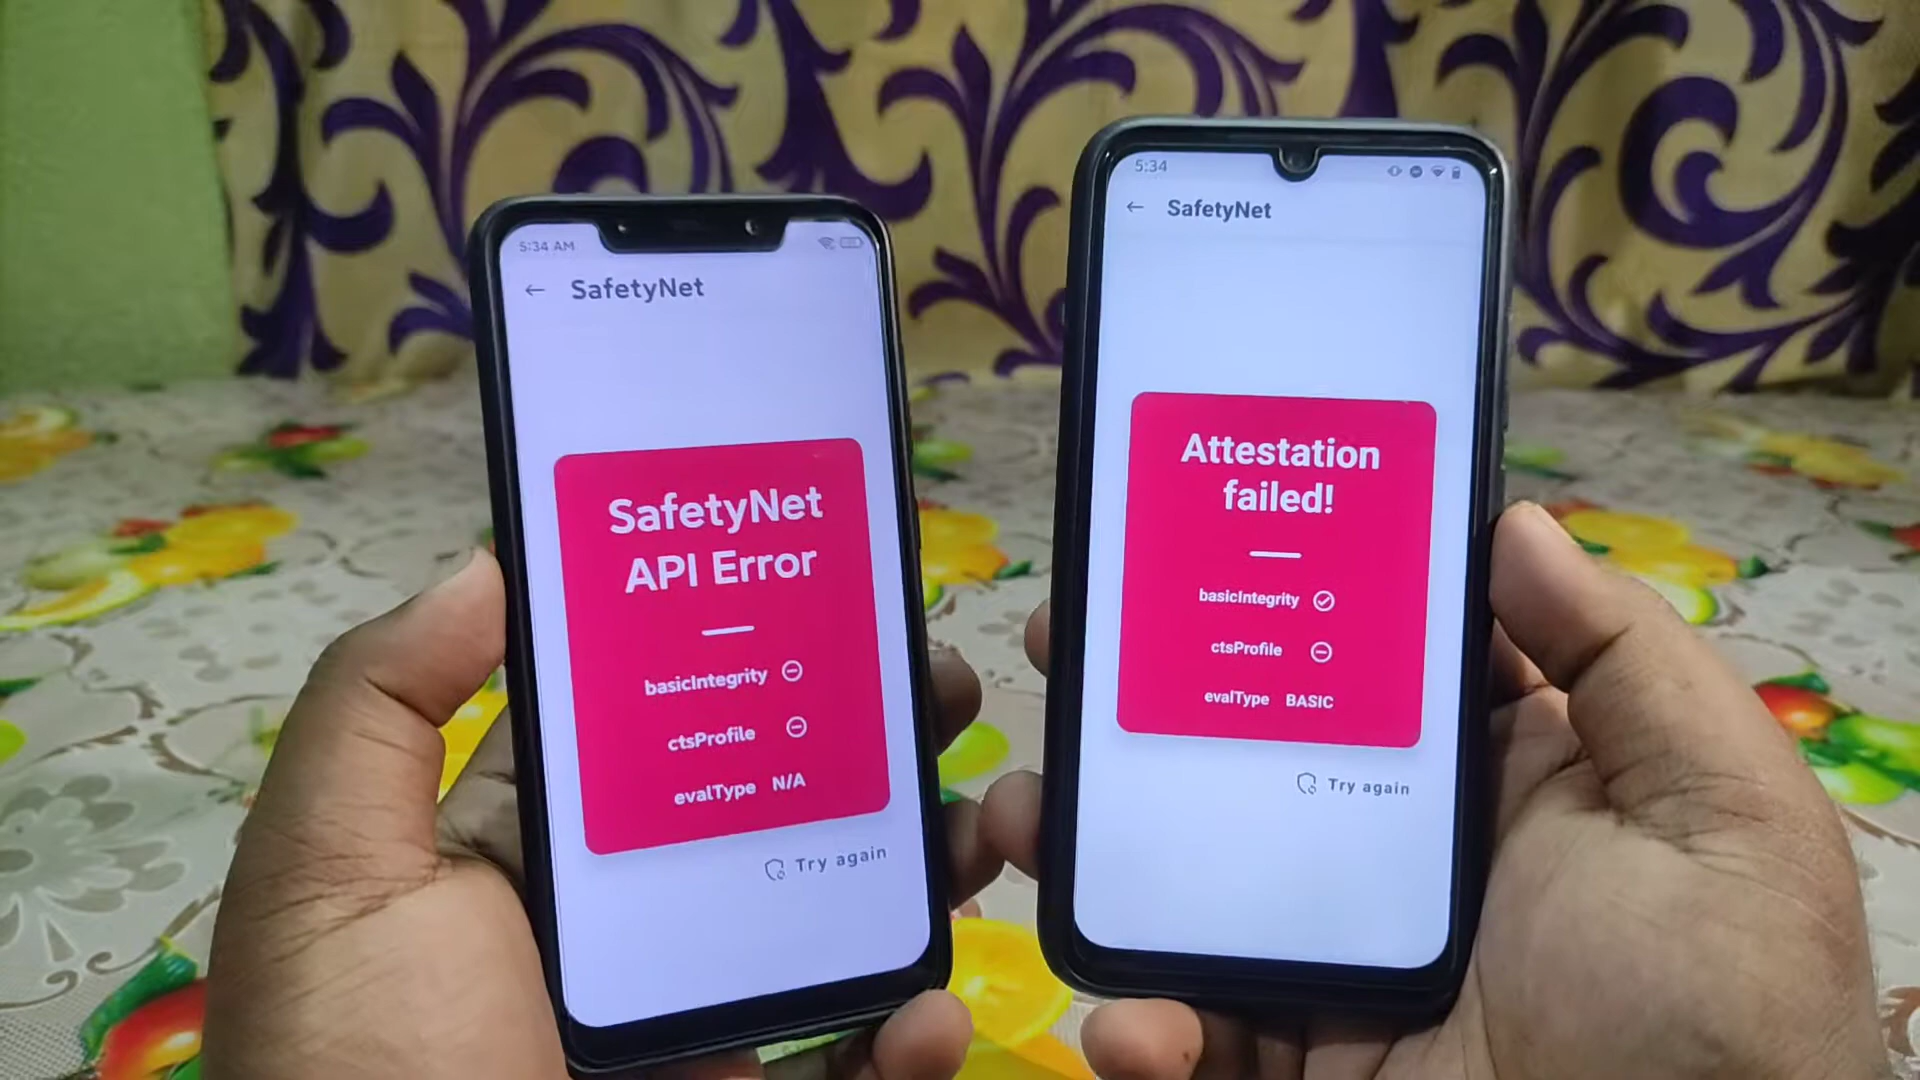 5:34 AM
SafetyNet
SafetyNet
API Error
basicIntegrity
ctsProfile
evalType N/A
Try again
5:34
SafetyNet
Attestation
failed!
basicIntegrity
ctsProfile
evalType BASIC
Try again